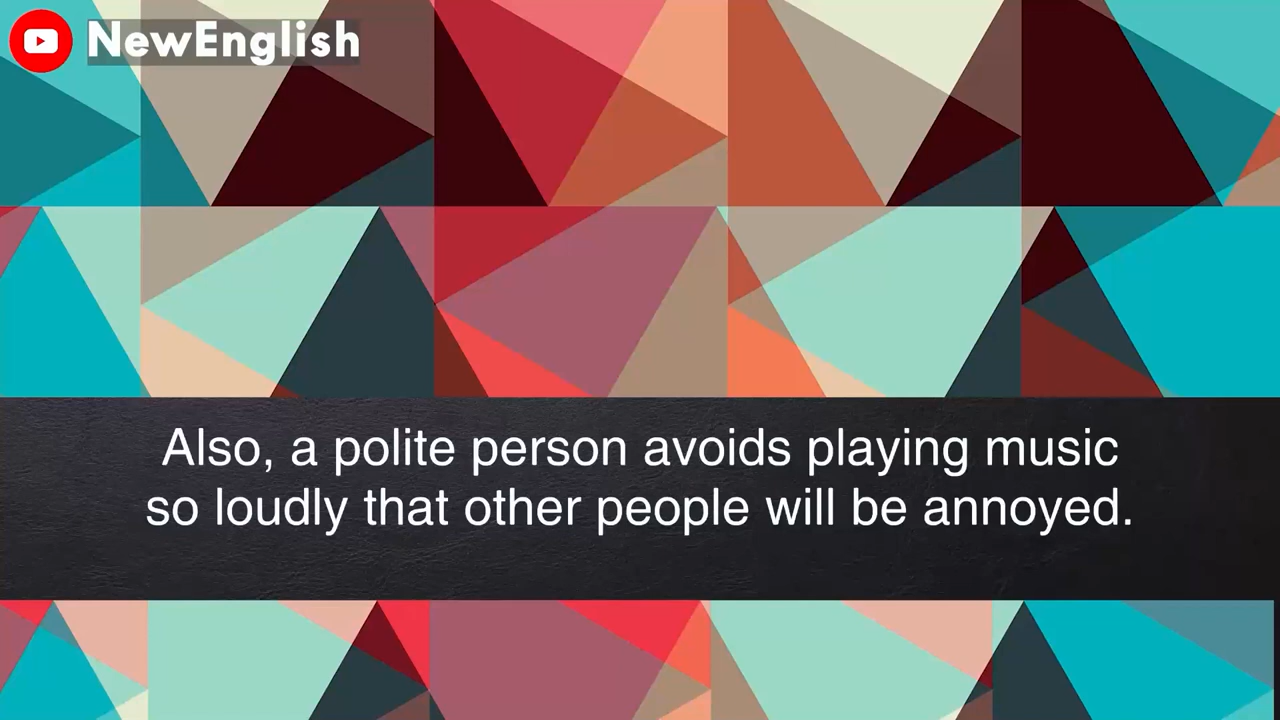 NewEnglish
Also, a polite person avoids playing music
so loudly that other people will be annoyed.